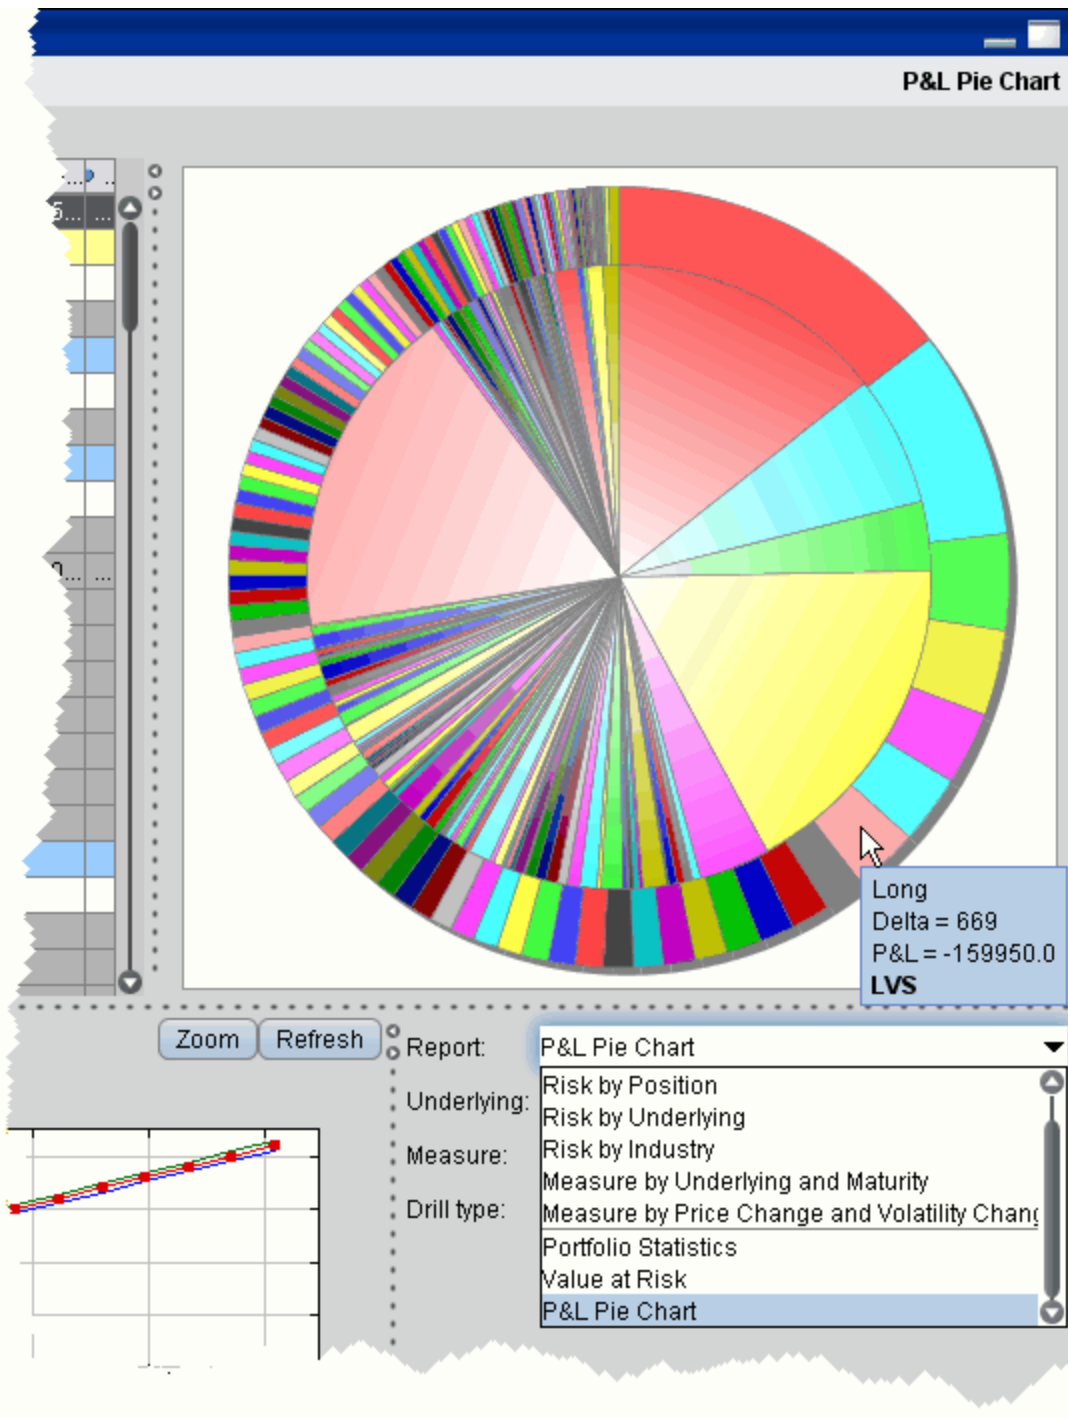 P&L Pie Chart
Long
Delta = 669
P&L = -159950.0
LVS
Zoom
Refresh
Report:
P&L Pie Chart
Underlying:
Measure:
Drill type:
Risk by Position
Risk by Underlying
Risk by Industry
Measure by Underlying and Maturity
Measure by Price Change and Volatility
Portfolio Statistics
Value at Risk
P&L Pie Chart